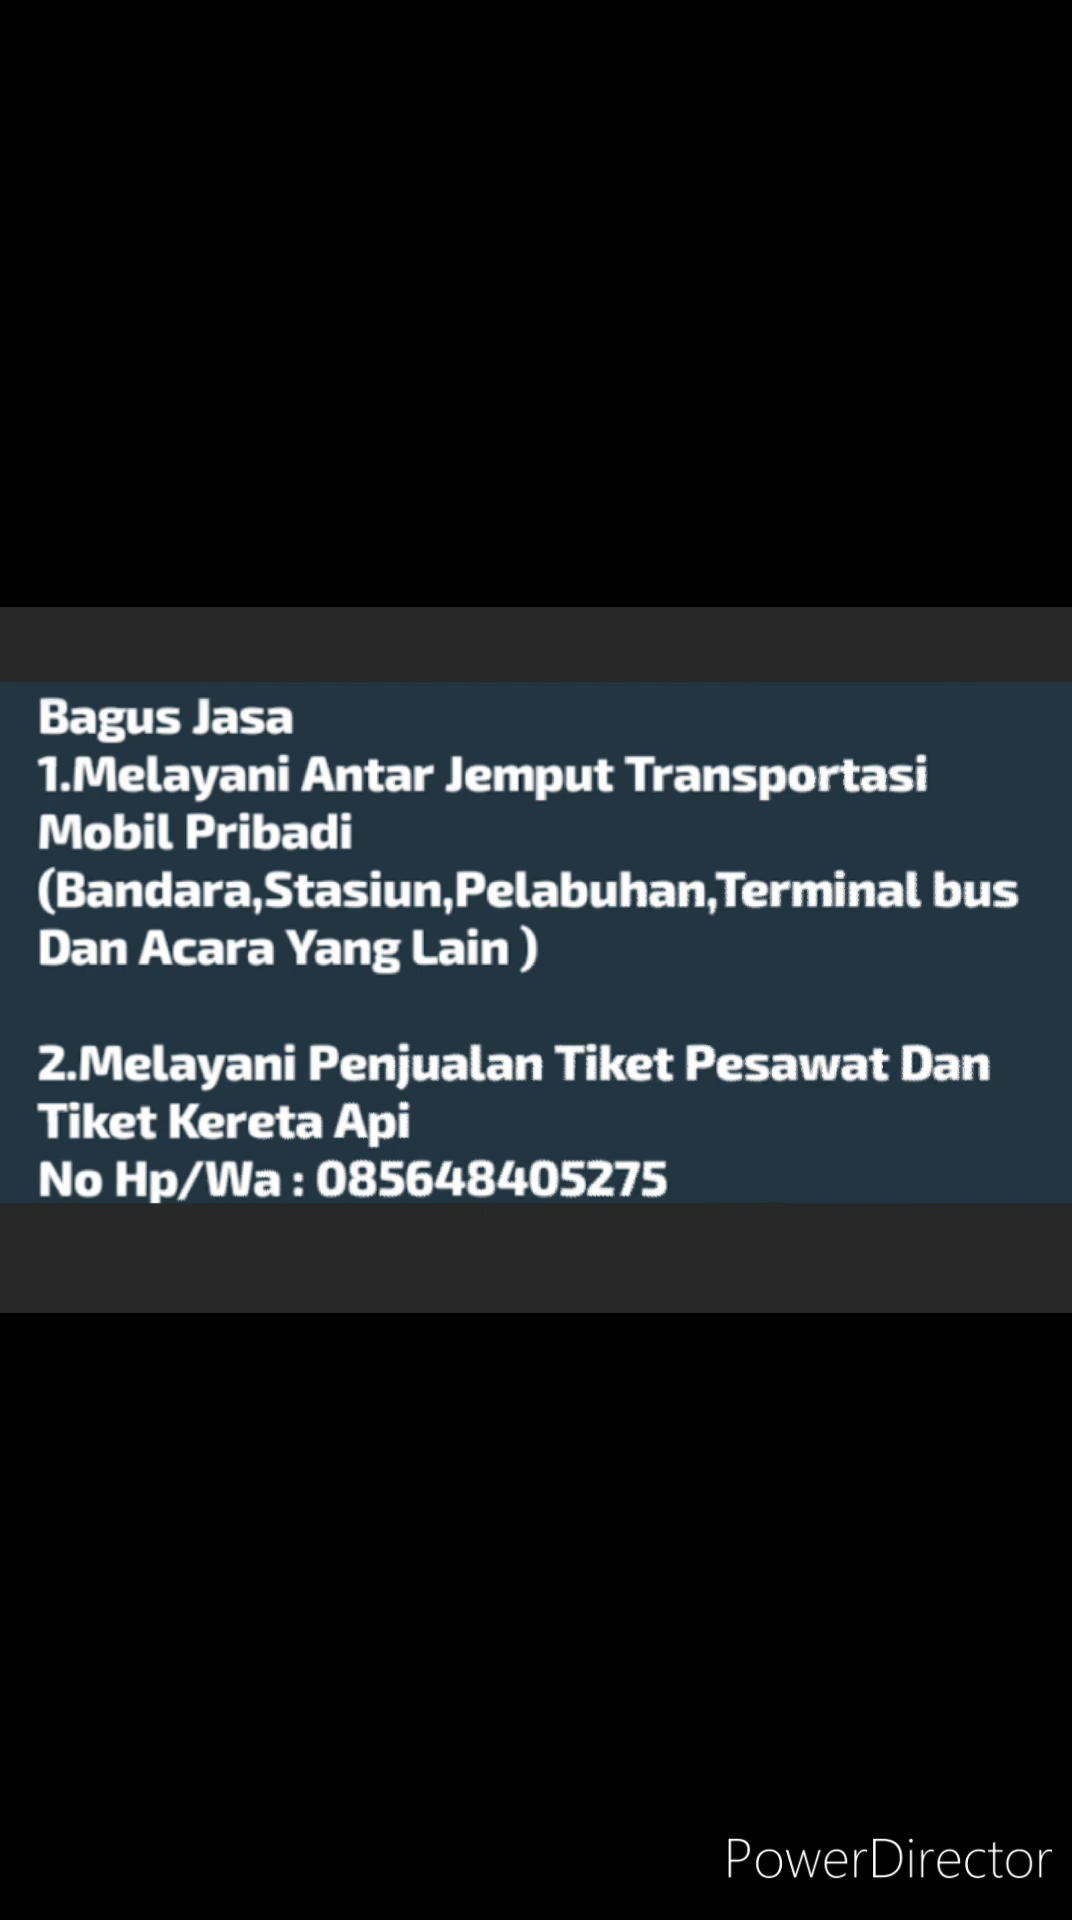 Bagus Jasa
1.Melayani Antar Jemput Transportasi
Mobil Pribadi
(Bandara,Stasiun,Pelabuhan,Terminal bus
Dan Acara Yang Lain )
2.Melayani Penjualan Tiket Pesawat Dan
Tiket Kereta Api
No Hp/Wa : 085648405275
PowerDirector